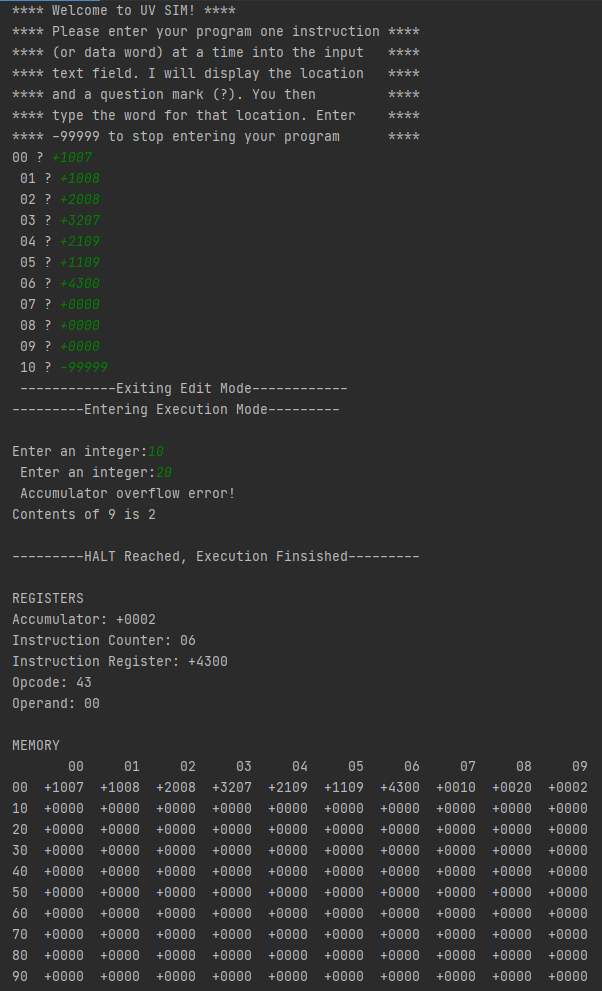 **** Welcome to UV SIM! ****
**** Please enter your program one instruction ****
**** (or data word) at a time into the input   ****
**** text field. I will display the location   ****
**** and a question mark (?). You then         ****
**** type the word for that location. Enter    ****
**** -99999 to stop entering your program      ****
00 ? +1007
 01 ? +1008
 02 ? +2008
 03 ? +3207
 04 ? +2109
 05 ? +1109
 06 ? +4300
 07 ? +0000
 08 ? +0000
 09 ? +0000
 10 ? -99999
 ------------Exiting Edit Mode------------
---------Entering Execution Mode---------
Enter an integer:10
 Enter an integer:20
 Accumulator overflow error!
Contents of 9 is 2
---------HALT Reached, Execution Finsished---------
REGISTERS
Accumulator: +0002
Instruction Counter: 06
Instruction Register: +4300
Opcode: 43
Operand: 00
MEMORY
       00     01     02     03     04     05     06     07     08     09
00  +1007  +1008  +2008  +3207  +2109  +1109  +4300  +0010  +0020  +0002
10  +0000  +0000  +0000  +0000  +0000  +0000  +0000  +0000  +0000  +0000
20  +0000  +0000  +0000  +0000  +0000  +0000  +0000  +0000  +0000  +0000
30  +0000  +0000  +0000  +0000  +0000  +0000  +0000  +0000  +0000  +0000
40  +0000  +0000  +0000  +0000  +0000  +0000  +0000  +0000  +0000  +0000
50  +0000  +0000  +0000  +0000  +0000  +0000  +0000  +0000  +0000  +0000
60  +0000  +0000  +0000  +0000  +0000  +0000  +0000  +0000  +0000  +0000
70  +0000  +0000  +0000  +0000  +0000  +0000  +0000  +0000  +0000  +0000
80  +0000  +0000  +0000  +0000  +0000  +0000  +0000  +0000  +0000  +0000
90  +0000  +0000  +0000  +0000  +0000  +0000  +0000  +0000  +0000  +0000